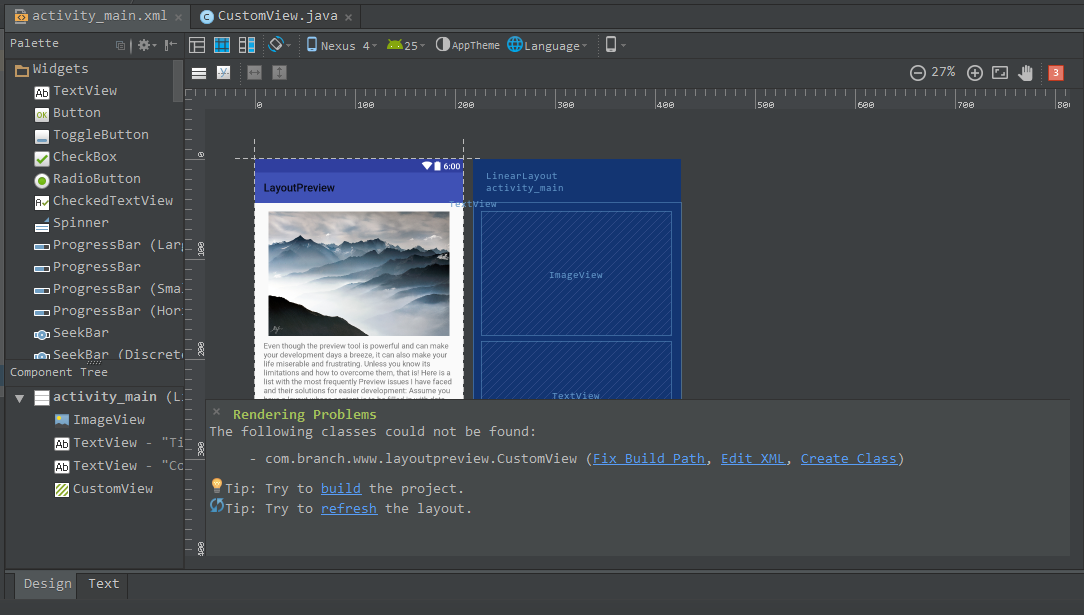 activity_main.xml
CustomView.java
Palette
Nexus 4
25
AppTheme
Language
Widgets
27%
3
Ab TextView
OK Button
ToggleButton
CheckBox
RadioButton
CheckedTextView
Spinner
ProgressBar (Lar
ProgressBar
ProgressBar (Sma
ProgressBar (Hor
SeekBar
SeekBar (Discret
Component Tree
activity_main (L
ImageView
Ab TextView - "Ti
Ab TextView - "Co
CustomView
0 100 200 300 400 500 600 700 80
0
100
200
300
400
6:00
LayoutPreview
Even though the preview tool is powerful and can make
your development days a breeze, it can also make your
life miserable and frustrating. Unless you know its
limitations and how to overcome them, that is! Here is a
list with the most frequently Preview issues I have faced
and their solutions for easier development: Assume you
LinearLayout
activity_main
TextView
ImageView
TextView
Rendering Problems
The following classes could not be found:
- com.branch.www.layoutpreview.CustomView (Fix Build Path, Edit XML, Create Class)
Tip: Try to build the project.
Tip: Try to refresh the layout.
Design
Text